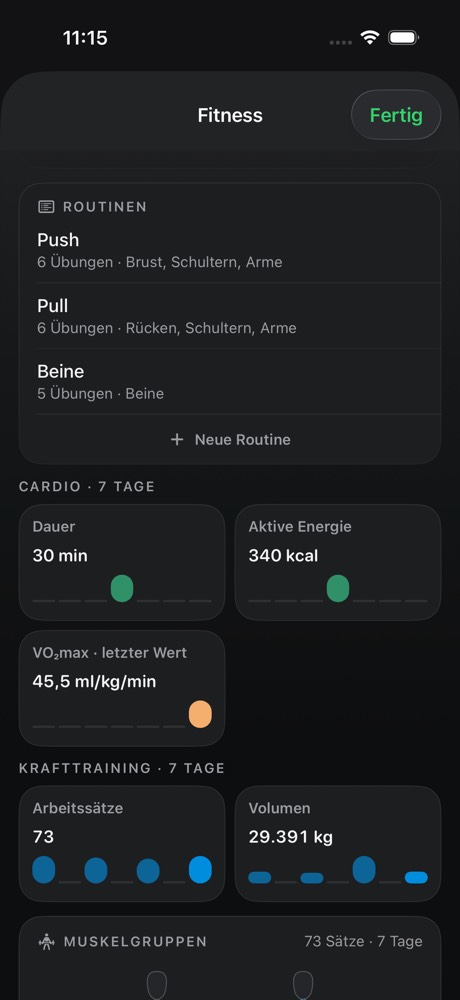 11:15
Fitness
Fertig
ROUTINEN
Push
6 Übungen · Brust, Schultern, Arme
Pull
6 Übungen · Rücken, Schultern, Arme
Beine
5 Übungen · Beine
+ Neue Routine
CARDIO · 7 TAGE
Dauer
30 min
Aktive Energie
340 kcal
VO₂max · letzter Wert
45,5 ml/kg/min
KRAFTTRAINING · 7 TAGE
Arbeitssätze
73
Volumen
29.391 kg
MUSKELGRUPPEN
73 Sätze · 7 Tage